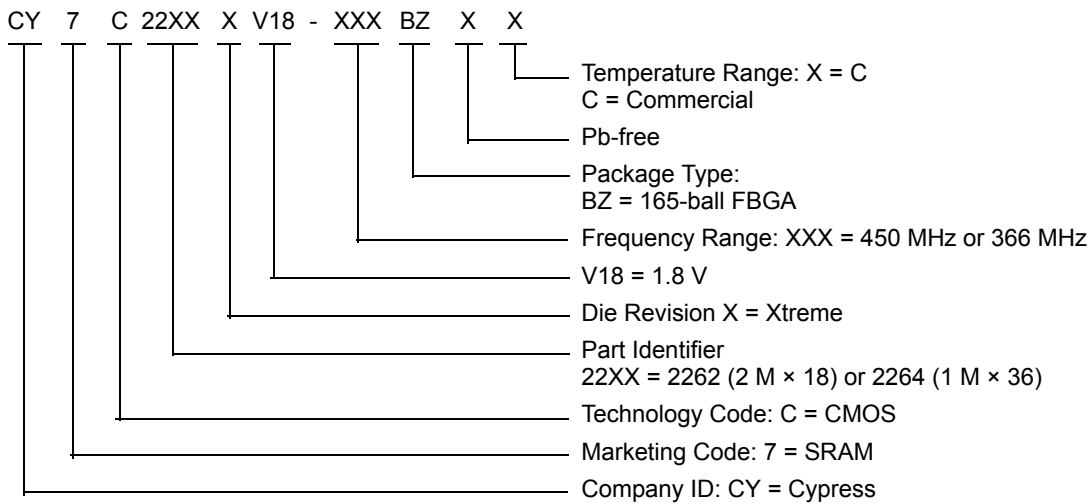 CY 7 C 22XX X V18 - XXX BZ X X
Temperature Range: X = C
C = Commercial
Pb-free
Package Type:
BZ = 165-ball FBGA
Frequency Range: XXX = 450 MHz or 366 MHz
V18 = 1.8 V
Die Revision X = Xtreme
Part Identifier
22XX = 2262 (2 M × 18) or 2264 (1 M × 36)
Technology Code: C = CMOS
Marketing Code: 7 = SRAM
Company ID: CY = Cypress